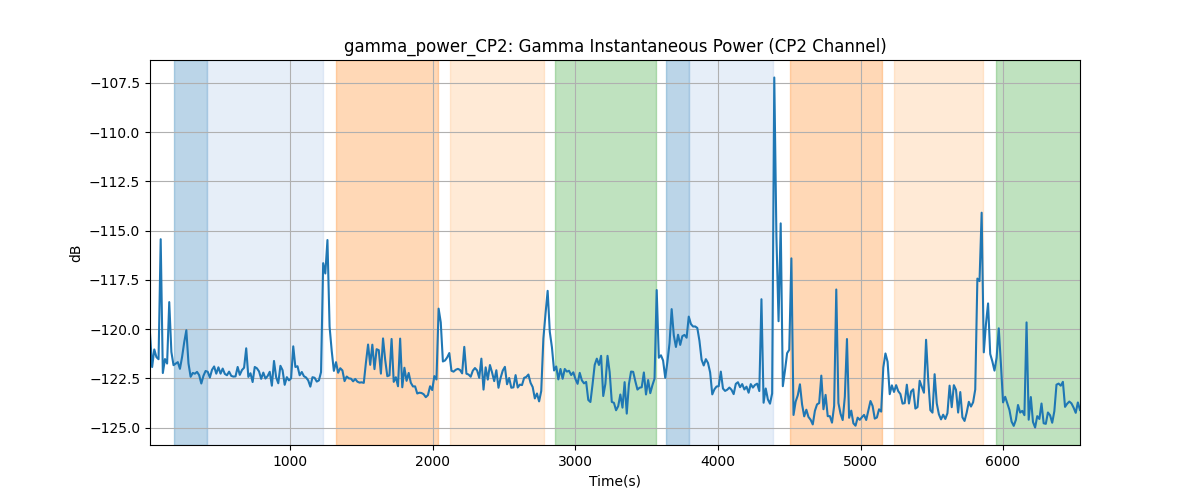 gamma_power_CP2: Gamma Instantaneous Power (CP2 Channel)
−107.5
−110.0
−112.5
−115.0
−117.5
−120.0
−122.5
−125.0
dB
1000 2000 3000 4000 5000 6000
Time(s)